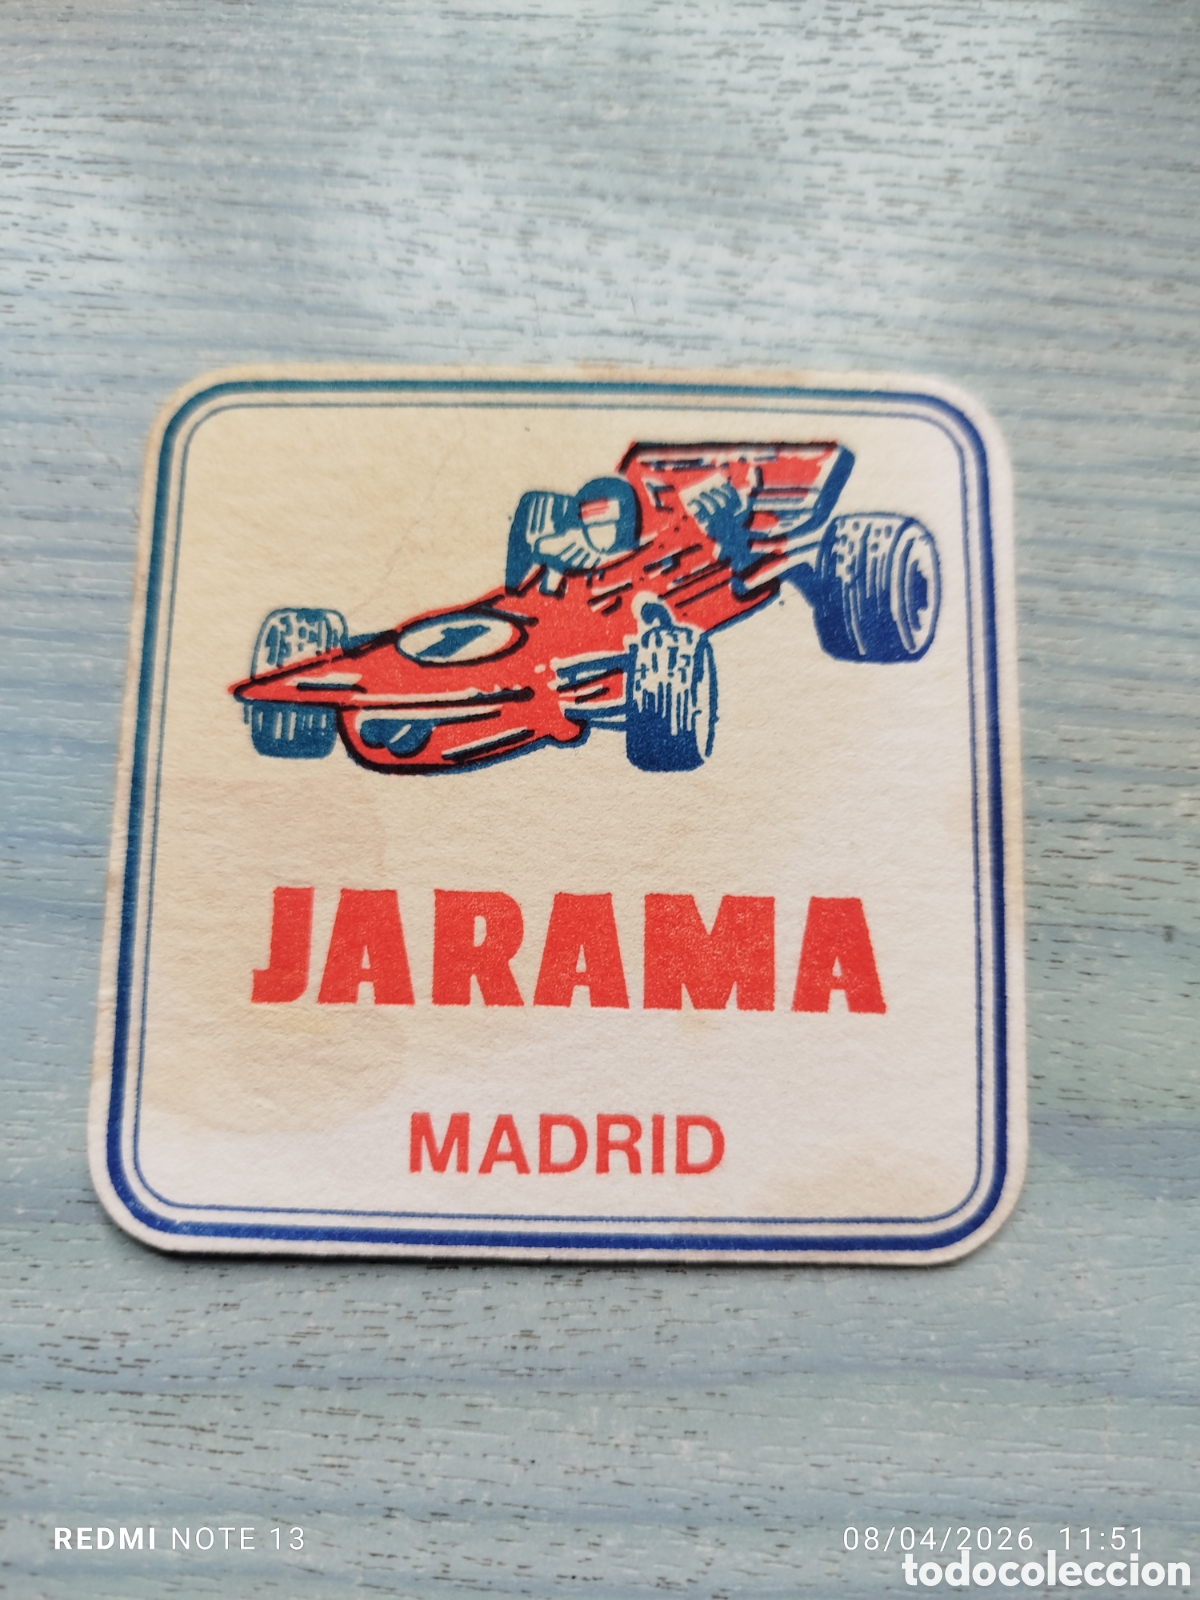 1
JARAMA
MADRID
REDMI NOTE 13
08/04/2026 11:51
todocoleccion